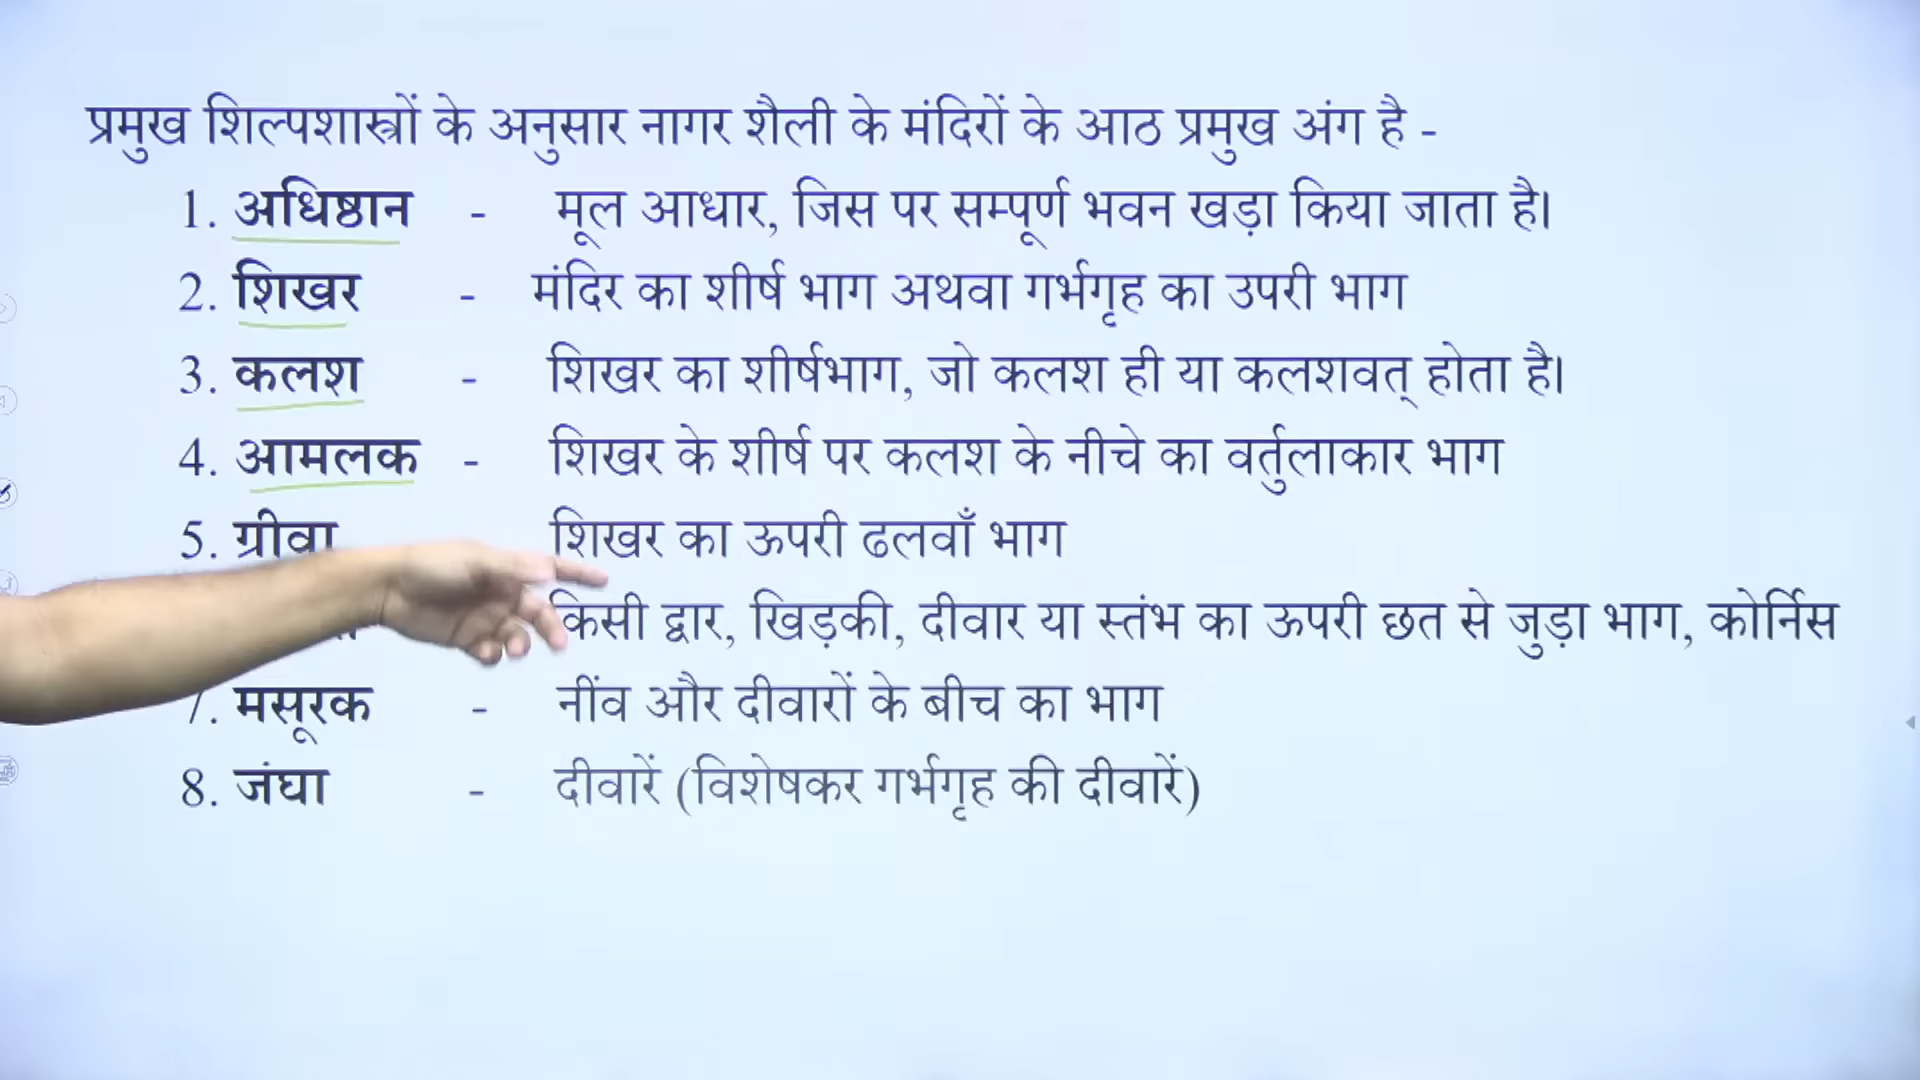 प्रमुख शिल्पशास्त्रों के अनुसार नागर शैली के मंदिरों के आठ प्रमुख अंग है -
1. अधिष्ठान - मूल आधार, जिस पर सम्पूर्ण भवन खड़ा किया जाता है।
2. शिखर - मंदिर का शीर्ष भाग अथवा गर्भगृह का उपरी भाग
3. कलश - शिखर का शीर्षभाग, जो कलश ही या कलशवत् होता है।
4. आमलक - शिखर के शीर्ष पर कलश के नीचे का वर्तुलाकार भाग
5. ग्रीवा शिखर का ऊपरी ढलवाँ भाग
किसी द्वार, खिड़की, दीवार या स्तंभ का ऊपरी छत से जुड़ा भाग, कोर्निस
7. मसूरक - नींव और दीवारों के बीच का भाग
8. जंघा - दीवारें (विशेषकर गर्भगृह की दीवारें)